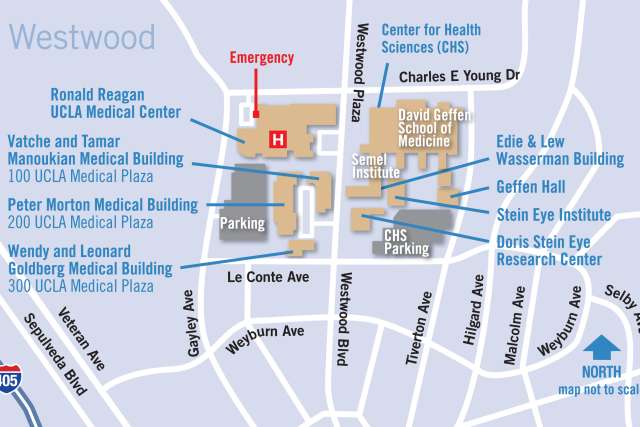 Westwood
Emergency
Westwood Plaza
Center for Health
Sciences (CHS)
Charles E Young Dr
Ronald Reagan
UCLA Medical Center
H
David Geffen
School of
Medicine
Vatche and Tamar
Manoukian Medical Building
100 UCLA Medical Plaza
Semel
Institute
Edie & Lew
Wasserman Building
Geffen Hall
Peter Morton Medical Building
200 UCLA Medical Plaza
Parking
Stein Eye Institute
CHS
Parking
Doris Stein Eye
Research Center
Wendy and Leonard
Goldberg Medical Building
300 UCLA Medical Plaza
Le Conte Ave
Gayley Ave
Weyburn Ave
Westwood Blvd
Tiverton Ave
Hilgard Ave
Malcolm Ave
Weyburn Ave
Selby Av
Veteran Ave
Sepulveda Blvd
405
NORTH
map not to scal